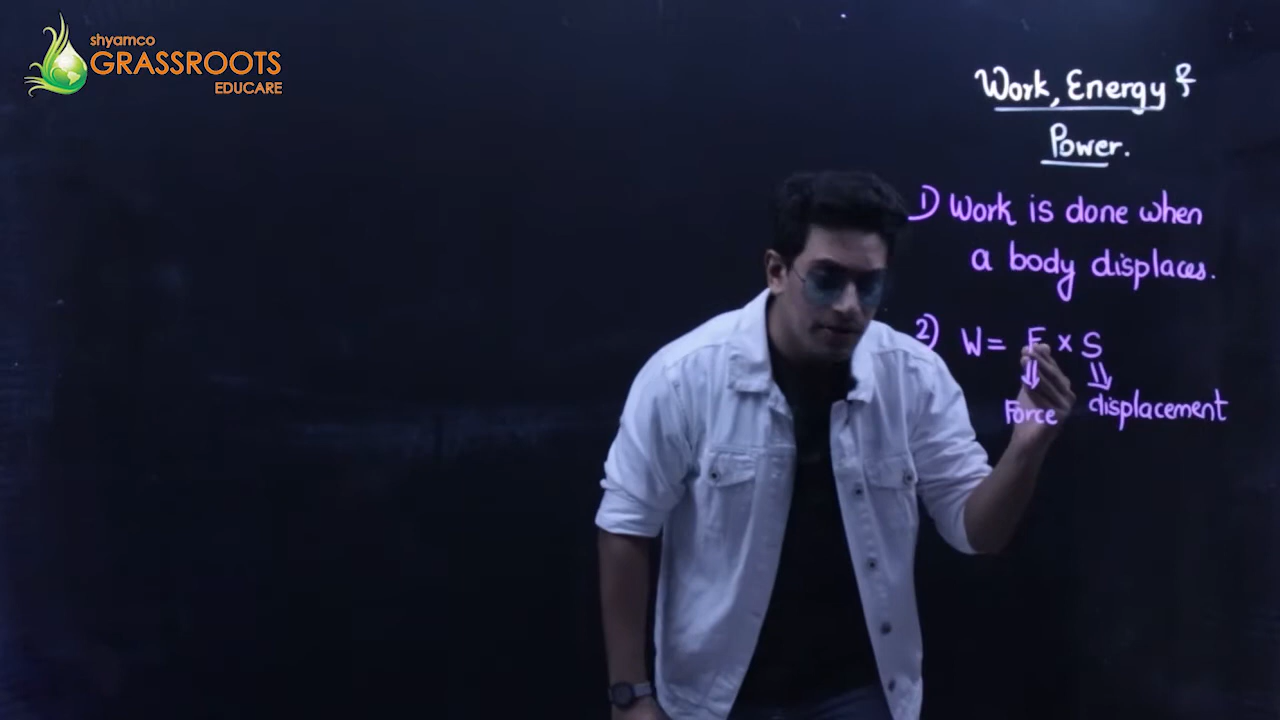 shyamco
GRASSROOTS
EDUCARE
Work, Energy &
Power.
1) Work is done when
a body displaces.
2) W = F × S
Force displacement